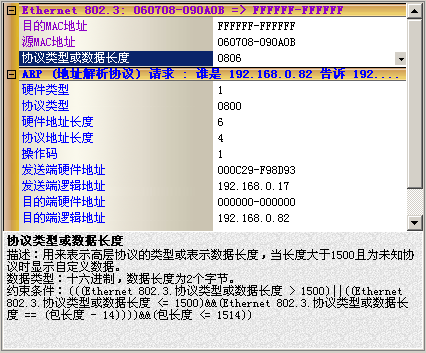 Ethernet 802.3: 060708-090A0B => FFFFFF-FFFFFF
目的MAC地址 FFFFFF-FFFFFF
源MAC地址 060708-090A0B
协议类型或数据长度 0806
ARP (地址解析协议) 请求 : 谁是 192.168.0.82 告诉 192....
硬件类型 1
协议类型 0800
硬件地址长度 6
协议地址长度 4
操作码 1
发送端硬件地址 000C29-F98D93
发送端逻辑地址 192.168.0.17
目的端硬件地址 000000-000000
目的端逻辑地址 192.168.0.82
协议类型或数据长度
描述：用来表示高层协议的类型或表示数据长度，当长度大于1500且为未知协
议时显示自定义数据。
数据类型：十六进制，数据长度为2个字节。
约束条件：(((Ethernet 802.3.协议类型或数据长度 > 1500)||((Ethernet
802.3.协议类型或数据长度 <= 1500)&&(Ethernet 802.3.协议类型或数据长
度 == (包长度 - 14))))&&(包长度 <= 1514))